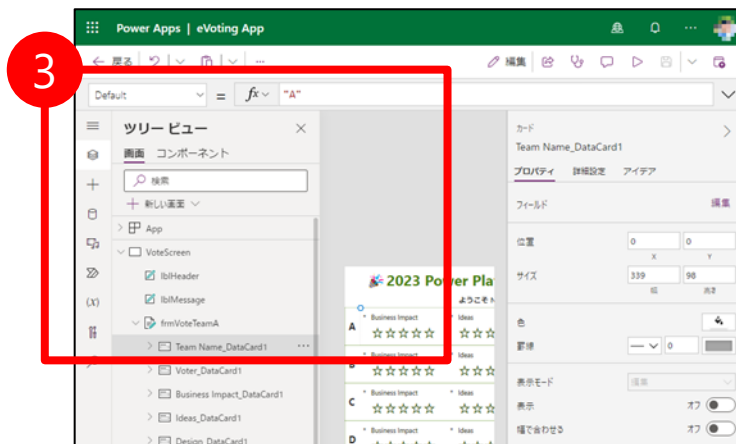 3
Power Apps | eVoting App
戻る
編集
Default = fx "A"
ツリー ビュー
画面 コンポーネント
検索
新しい画面
App
VoteScreen
lblHeader
lblMessage
frmVoteTeamA
Team Name_DataCard1
Voter_DataCard1
Business Impact_DataCard1
Ideas_DataCard1
Design_DataCard1
2023 Power Pla
ようこそ
* Business Impact * Ideas
A
* Business Impact * Ideas
* Business Impact * Ideas
C
* Business Impact * Ideas
D
カード
Team Name_DataCard1
プロパティ 詳細設定 アイデア
フィールド 編集
位置 0 0
X Y
サイズ 339 98
幅 高さ
色
罫線 0
表示モード 編集
表示 オフ
幅で合わせる オフ